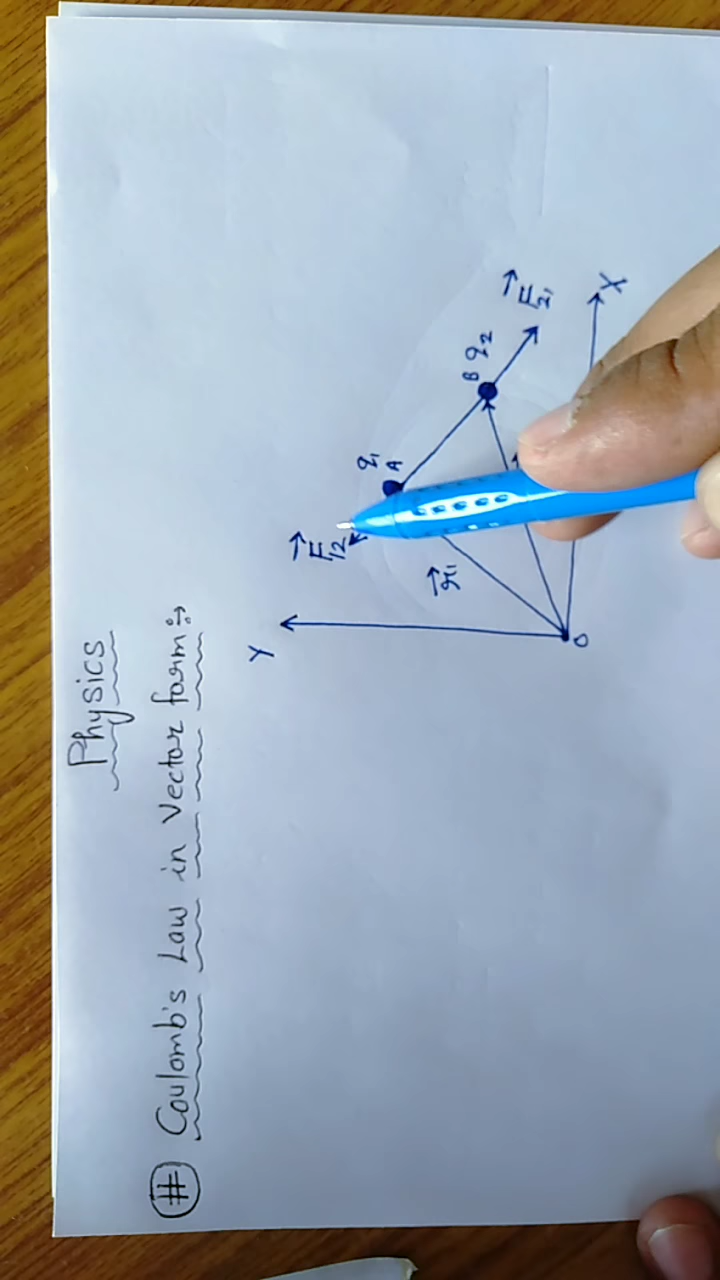 Physics
# Coulomb's Law in Vector form:→
Y
F₁₂
q₁
A
B q₂
F₂₁
r₁
O
X